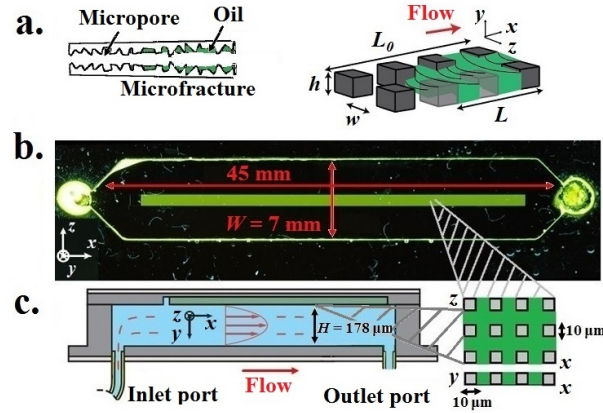 a.
Micropore
Oil
Microfracture
Flow
y
x
z
L₀
h
w
L
b.
45 mm
W = 7 mm
z
x
y
c.
z
x
y
H = 178 µm
Inlet port
Flow
Outlet port
z
10 µm
x
y
x
10 µm